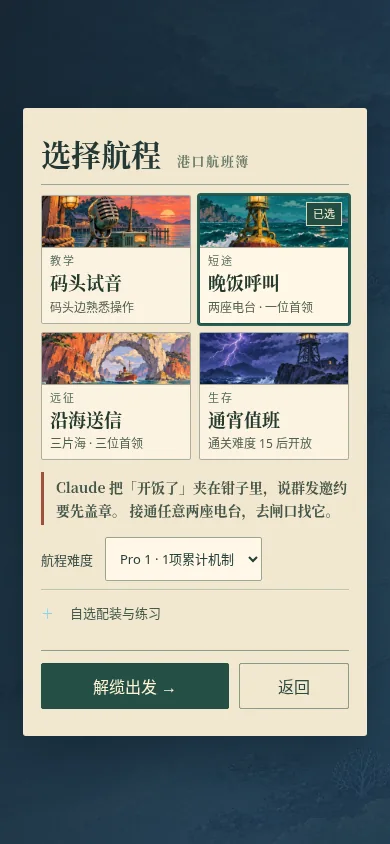 选择航程 港口航班簿
教学
码头试音
码头边熟悉操作
已选
短途
晚饭呼叫
两座电台 · 一位首领
远征
沿海送信
三片海 · 三位首领
生存
通宵值班
通关难度 15 后开放
Claude 把「开饭了」夹在钳子里，说群发邀约
要先盖章。 接通任意两座电台，去闸口找它。
航程难度 Pro 1 · 1项累计机制
+ 自选配装与练习
解缆出发 → 返回